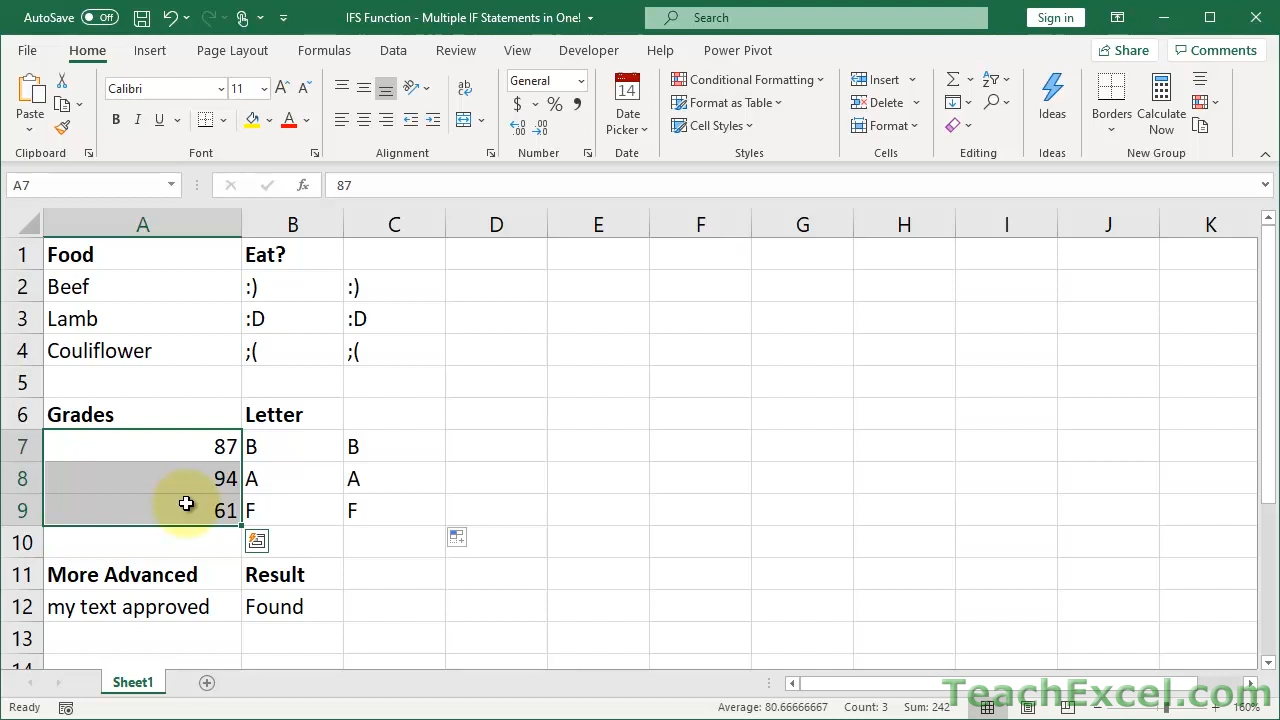 AutoSave Off IFS Function - Multiple IF Statements in One! Search Sign in
File Home Insert Page Layout Formulas Data Review View Developer Help Power Pivot Share Comments
Paste Calibri 11 General Date Picker Conditional Formatting Format as Table Cell Styles Insert Delete Format Ideas Borders Calculate Now
Clipboard Font Alignment Number Date Styles Cells Editing Ideas New Group
A7 fx 87
A B C D E F G H I J K
1 Food Eat?
2 Beef :) :)
3 Lamb :D :D
4 Couliflower ;( ;(
5
6 Grades Letter
7 87 B B
8 94 A A
9 61 F F
10
11 More Advanced Result
12 my text approved Found
13
14
Sheet1
Ready Average: 80.66666667 Count: 3 Sum: 242 160%
TeachExcel.com